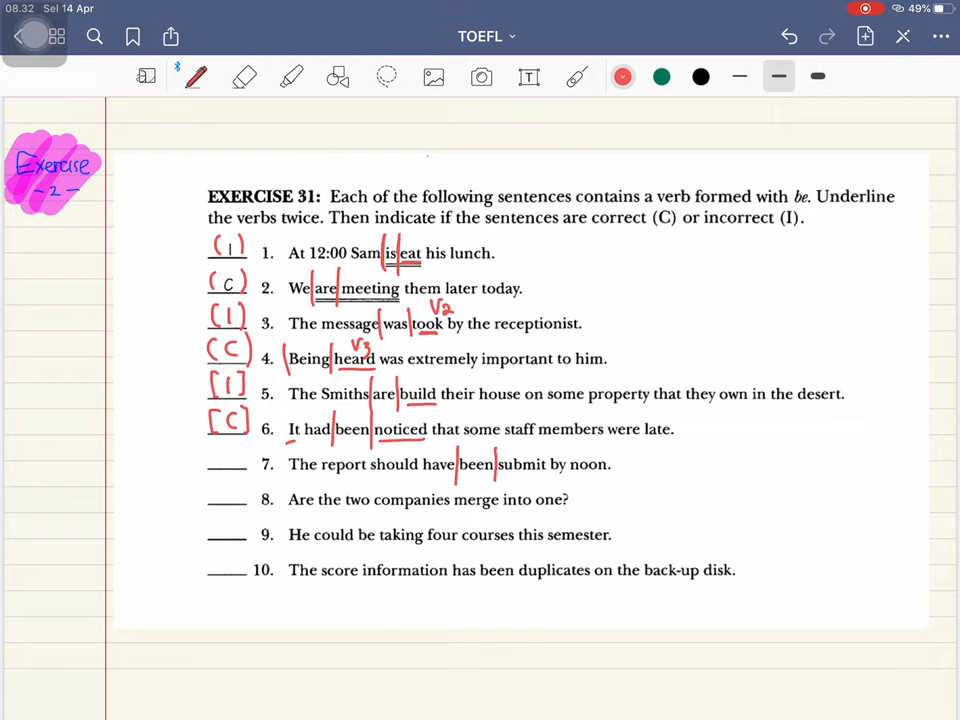 08.32 Sel 14 Apr
49%
TOEFL
T
Exercise
- 2 -
EXERCISE 31: Each of the following sentences contains a verb formed with be. Underline
the verbs twice. Then indicate if the sentences are correct (C) or incorrect (I).
(I) 1. At 12:00 Sam is eat his lunch.
(C) 2. We are meeting them later today.
V2
(I) 3. The message was took by the receptionist.
V3
(C) 4. Being heard was extremely important to him.
[I] 5. The Smiths are build their house on some property that they own in the desert.
[C] 6. It had been noticed that some staff members were late.
____ 7. The report should have been submit by noon.
____ 8. Are the two companies merge into one?
____ 9. He could be taking four courses this semester.
____ 10. The score information has been duplicates on the back-up disk.